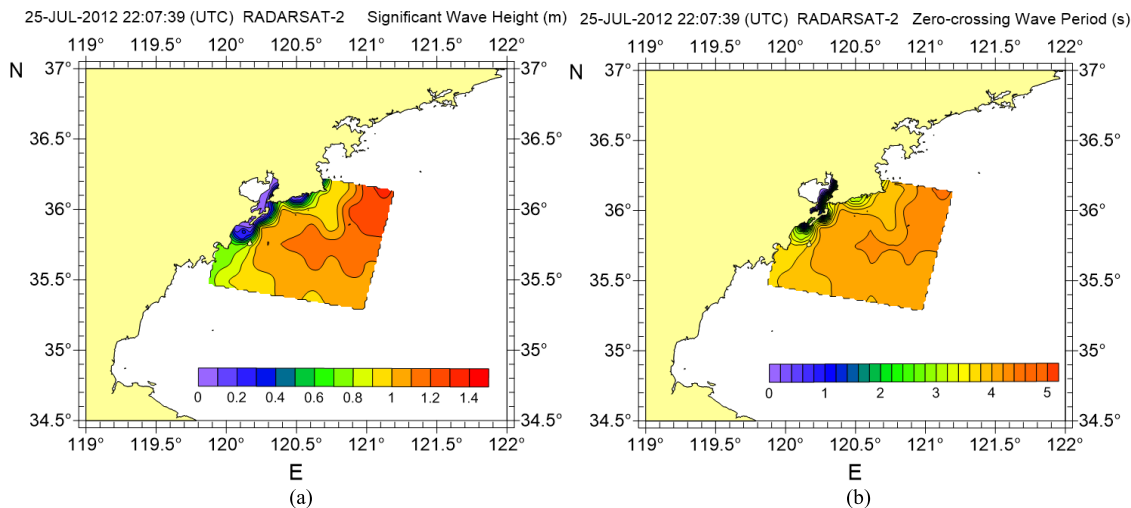 25-JUL-2012 22:07:39 (UTC) RADARSAT-2 Significant Wave Height (m)
119° 119.5° 120° 120.5° 121° 121.5° 122°
N
37° 37°
36.5° 36.5°
36° 36°
35.5° 35.5°
35° 35°
34.5° 34.5°
0 0.2 0.4 0.6 0.8 1 1.2 1.4
119° 119.5° 120° 120.5° 121° 121.5° 122°
E
(a)
25-JUL-2012 22:07:39 (UTC) RADARSAT-2 Zero-crossing Wave Period (s)
119° 119.5° 120° 120.5° 121° 121.5° 122°
N
37° 37°
36.5° 36.5°
36° 36°
35.5° 35.5°
35° 35°
34.5° 34.5°
0 1 2 3 4 5
119° 119.5° 120° 120.5° 121° 121.5° 122°
E
(b)